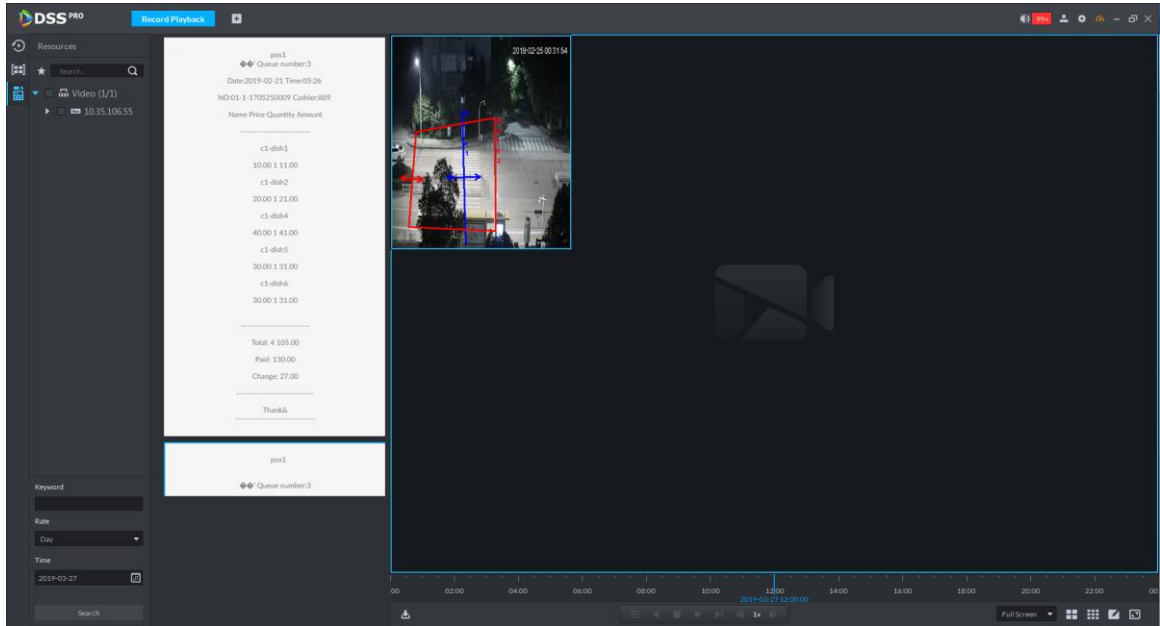 DSS PRO
Record Playback
99+
Resources
Search...
Video (1/1)
10.35.106.55
Keyword
Rate
Day
Time
2019-03-27
Search
pos1
��' Queue number:3
Date:2019-02-21 Time:05:26
NO:01-1-1705250009 Cashier:889
Name Price Quantity Amount
------------------------
c1-dish1
10.00 1 11.00
c1-dish2
20.00 1 21.00
c1-dish4
40.00 1 41.00
c1-dish5
30.00 1 31.00
c1-dish6
30.00 1 31.00
------------------------
Total: 4 105.00
Paid: 130.00
Change: 27.00
---------------------------
Thank&
----------------------------
pos1
��' Queue number:3
2019-02-25 00:31:54
00 02:00 04:00 06:00 08:00 10:00 12:00 14:00 16:00 18:00 20:00 22:00 00:
2019-03-27 12:00:00
1x
Full Screen